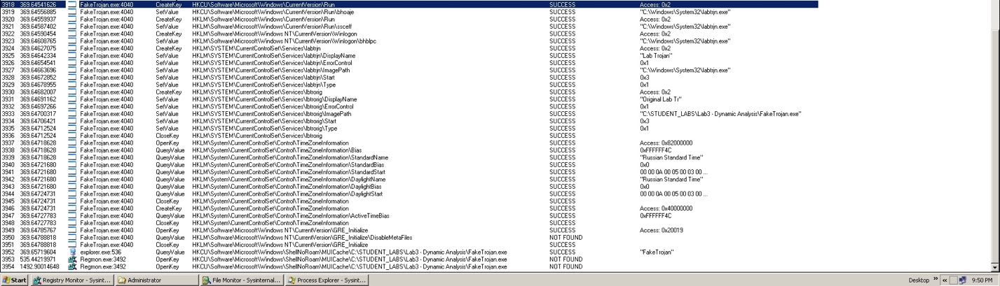 3918 369.64541626 FakeTrojan.exe:4040 CreateKey HKCU\Software\Microsoft\Windows\CurrentVersion\Run SUCCESS Access: 0x2
3919 369.64556885 FakeTrojan.exe:4040 SetValue HKCU\Software\Microsoft\Windows\CurrentVersion\Run\bhoaje SUCCESS "C:\Windows\System32\labtrjn.exe"
3920 369.64559937 FakeTrojan.exe:4040 CreateKey HKCU\Software\Microsoft\Windows\CurrentVersion\Run SUCCESS Access: 0x2
3921 369.64587402 FakeTrojan.exe:4040 SetValue HKCU\Software\Microsoft\Windows\CurrentVersion\Run\ssceff SUCCESS "C:\Windows\System32\labtrjn.exe"
3922 369.64590454 FakeTrojan.exe:4040 CreateKey HKCU\Software\Microsoft\Windows NT\CurrentVersion\Winlogon SUCCESS Access: 0x2
3923 369.64608765 FakeTrojan.exe:4040 SetValue HKCU\Software\Microsoft\Windows NT\CurrentVersion\Winlogon\bhblpc SUCCESS "C:\Windows\System32\labtrjn.exe"
3924 369.64627075 FakeTrojan.exe:4040 CreateKey HKLM\SYSTEM\CurrentControlSet\Services\labtrjn SUCCESS Access: 0x2
3925 369.64642334 FakeTrojan.exe:4040 SetValue HKLM\SYSTEM\CurrentControlSet\Services\labtrjn\DisplayName SUCCESS "Lab Trojan"
3926 369.64654541 FakeTrojan.exe:4040 SetValue HKLM\SYSTEM\CurrentControlSet\Services\labtrjn\ErrorControl SUCCESS 0x1
3927 369.64663696 FakeTrojan.exe:4040 SetValue HKLM\SYSTEM\CurrentControlSet\Services\labtrjn\ImagePath SUCCESS "C:\Windows\System32\labtrjn.exe"
3928 369.64672852 FakeTrojan.exe:4040 SetValue HKLM\SYSTEM\CurrentControlSet\Services\labtrjn\Start SUCCESS 0x3
3929 369.64678955 FakeTrojan.exe:4040 SetValue HKLM\SYSTEM\CurrentControlSet\Services\labtrjn\Type SUCCESS 0x1
3930 369.64682007 FakeTrojan.exe:4040 CreateKey HKLM\SYSTEM\CurrentControlSet\Services\lbtrorig SUCCESS Access: 0x2
3931 369.64691162 FakeTrojan.exe:4040 SetValue HKLM\SYSTEM\CurrentControlSet\Services\lbtrorig\DisplayName SUCCESS "Original Lab Tr"
3932 369.64697266 FakeTrojan.exe:4040 SetValue HKLM\SYSTEM\CurrentControlSet\Services\lbtrorig\ErrorControl SUCCESS 0x1
3933 369.64700317 FakeTrojan.exe:4040 SetValue HKLM\SYSTEM\CurrentControlSet\Services\lbtrorig\ImagePath SUCCESS "C:\STUDENT_LABS\Lab3 - Dynamic Analysis\FakeTrojan.exe"
3934 369.64706421 FakeTrojan.exe:4040 SetValue HKLM\SYSTEM\CurrentControlSet\Services\lbtrorig\Start SUCCESS 0x3
3935 369.64712524 FakeTrojan.exe:4040 SetValue HKLM\SYSTEM\CurrentControlSet\Services\lbtrorig\Type SUCCESS 0x1
3936 369.64712524 FakeTrojan.exe:4040 CloseKey HKLM\SYSTEM\CurrentControlSet\Services\lbtrorig SUCCESS
3937 369.64718628 FakeTrojan.exe:4040 OpenKey HKLM\System\CurrentControlSet\Control\TimeZoneInformation SUCCESS Access: 0x82000000
3938 369.64718628 FakeTrojan.exe:4040 QueryValue HKLM\System\CurrentControlSet\Control\TimeZoneInformation\Bias SUCCESS 0xFFFFFF4C
3939 369.64718628 FakeTrojan.exe:4040 QueryValue HKLM\System\CurrentControlSet\Control\TimeZoneInformation\StandardName SUCCESS "Russian Standard Time"
3940 369.64721680 FakeTrojan.exe:4040 QueryValue HKLM\System\CurrentControlSet\Control\TimeZoneInformation\StandardBias SUCCESS 0x0
3941 369.64721680 FakeTrojan.exe:4040 QueryValue HKLM\System\CurrentControlSet\Control\TimeZoneInformation\StandardStart SUCCESS 00 00 0A 00 05 00 03 00 ...
3942 369.64721680 FakeTrojan.exe:4040 QueryValue HKLM\System\CurrentControlSet\Control\TimeZoneInformation\DaylightName SUCCESS "Russian Standard Time"
3943 369.64721680 FakeTrojan.exe:4040 QueryValue HKLM\System\CurrentControlSet\Control\TimeZoneInformation\DaylightBias SUCCESS 0x0
3944 369.64724731 FakeTrojan.exe:4040 QueryValue HKLM\System\CurrentControlSet\Control\TimeZoneInformation\DaylightStart SUCCESS 00 00 0A 00 05 00 03 00 ...
3945 369.64724731 FakeTrojan.exe:4040 CloseKey HKLM\System\CurrentControlSet\Control\TimeZoneInformation SUCCESS
3946 369.64724731 FakeTrojan.exe:4040 CreateKey HKLM\System\CurrentControlSet\Control\TimeZoneInformation SUCCESS Access: 0x40000000
3947 369.64727783 FakeTrojan.exe:4040 QueryValue HKLM\System\CurrentControlSet\Control\TimeZoneInformation\ActiveTimeBias SUCCESS 0xFFFFFF4C
3948 369.64727783 FakeTrojan.exe:4040 CloseKey HKLM\System\CurrentControlSet\Control\TimeZoneInformation SUCCESS
3949 369.64785767 FakeTrojan.exe:4040 OpenKey HKLM\Software\Microsoft\Windows NT\CurrentVersion\GRE_Initialize SUCCESS Access: 0x20019
3950 369.64788818 FakeTrojan.exe:4040 QueryValue HKLM\Software\Microsoft\Windows NT\CurrentVersion\GRE_Initialize\DisableMetaFiles NOT FOUND
3951 369.64788818 FakeTrojan.exe:4040 CloseKey HKLM\Software\Microsoft\Windows NT\CurrentVersion\GRE_Initialize SUCCESS
3952 369.65719604 explorer.exe:536 QueryValue HKCU\Software\Microsoft\Windows\ShellNoRoam\MUICache\C:\STUDENT_LABS\Lab3 - Dynamic Analysis\FakeTrojan.exe SUCCESS "FakeTrojan"
3953 535.44219971 Regmon.exe:3492 OpenKey HKCU\Software\Microsoft\Windows\ShellNoRoam\MUICache\C:\STUDENT_LABS\Lab3 - Dynamic Analysis\FakeTrojan.exe NOT FOUND
3954 1492.90014648 Regmon.exe:3492 OpenKey HKCU\Software\Microsoft\Windows\ShellNoRoam\MUICache\C:\STUDENT_LABS\Lab3 - Dynamic Analysis\FakeTrojan.exe NOT FOUND
Start Registry Monitor - Sysint... Administrator File Monitor - Sysinternal... Process Explorer - Sysint... Desktop » « 9:50 PM